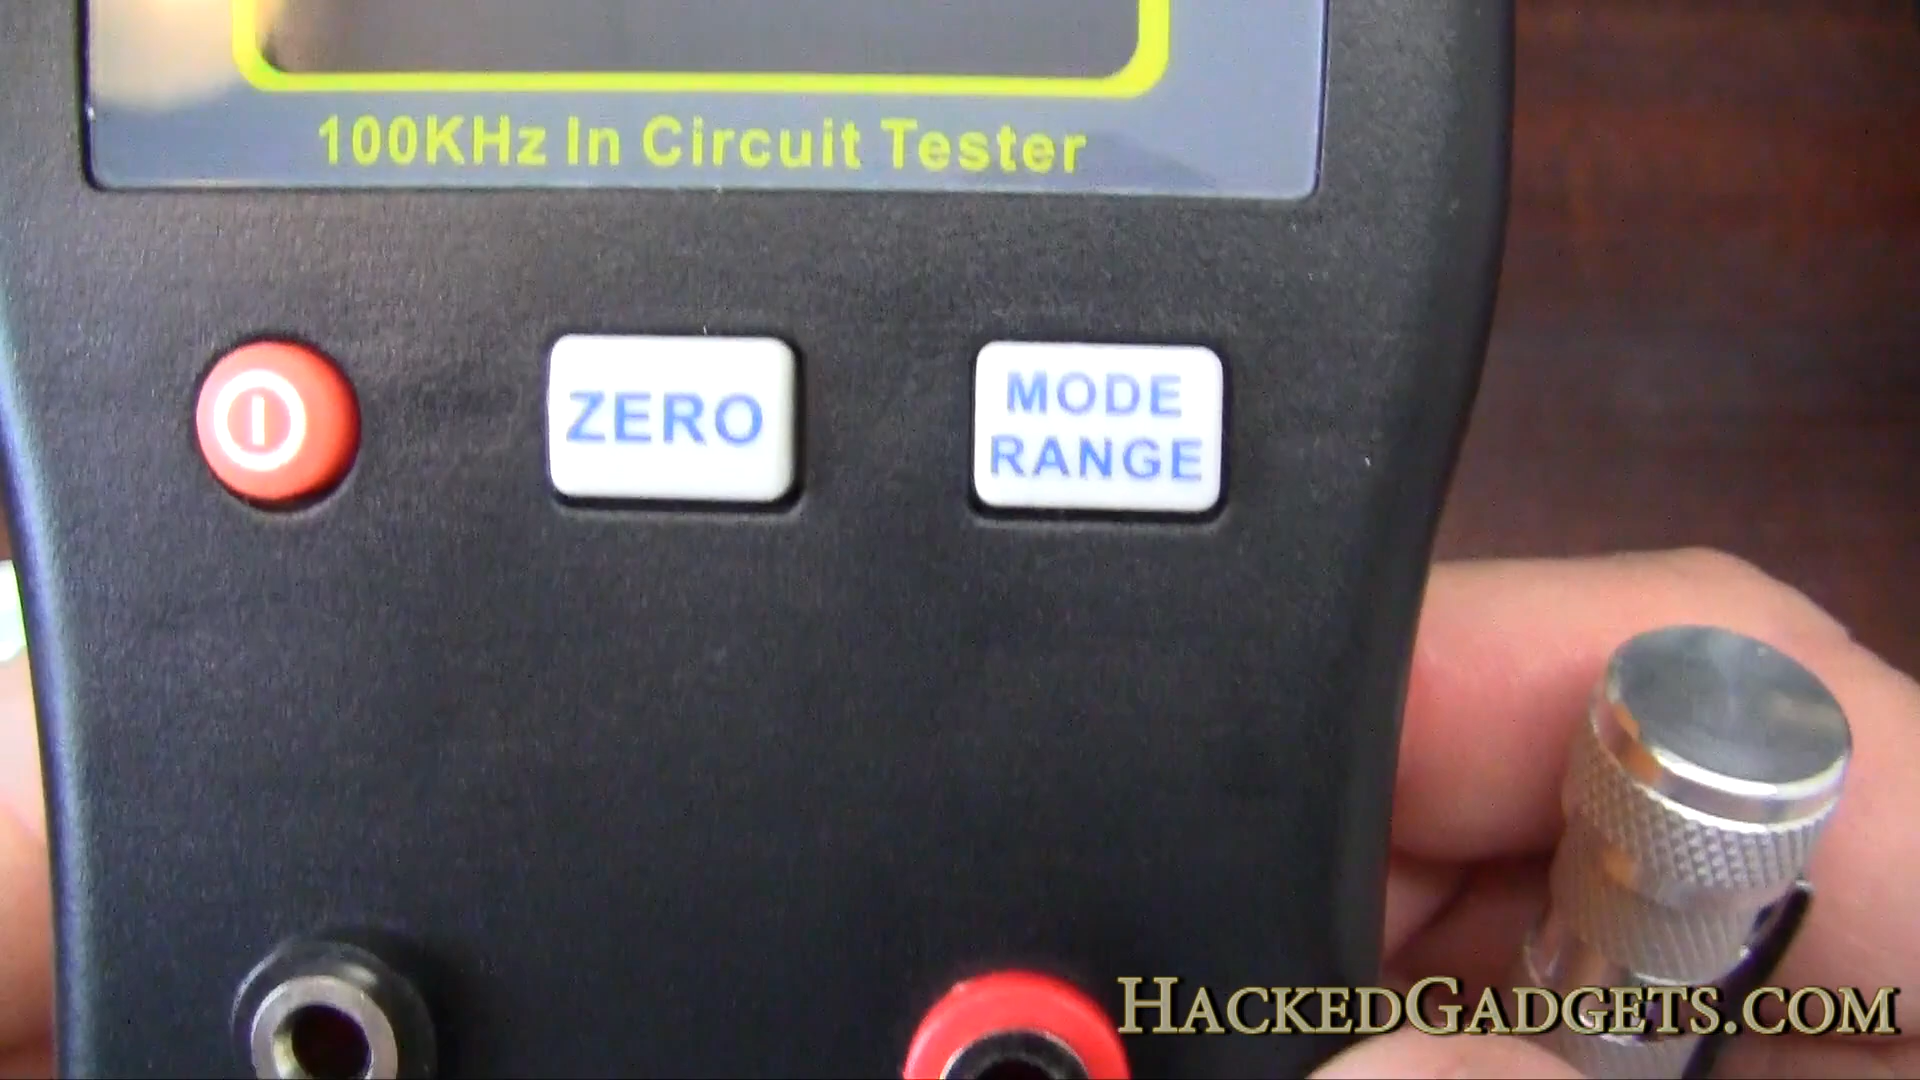 100KHz In Circuit Tester
ZERO
MODE
RANGE
HACKEDGADGETS.COM